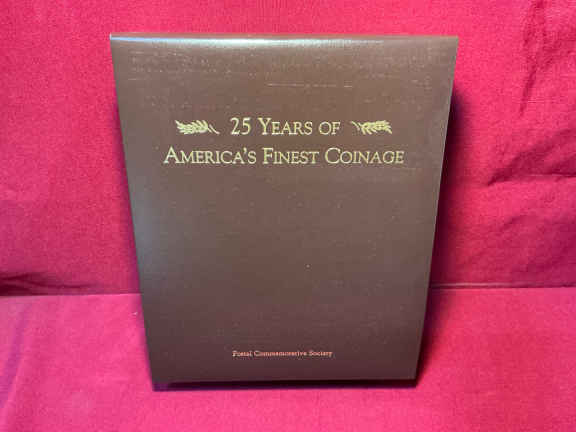 25 YEARS OF
AMERICA'S FINEST COINAGE
Postal Commemorative Society